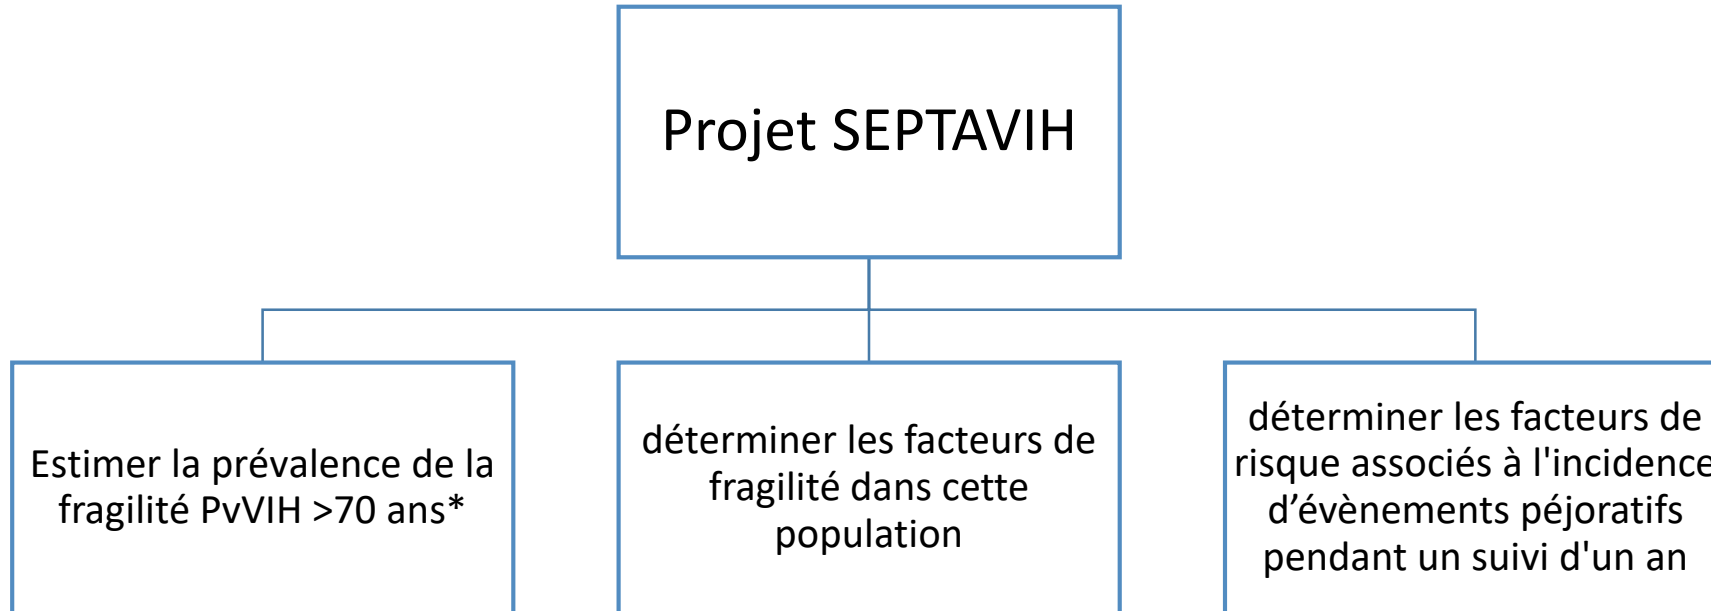 Projet SEPTAVIH
Estimer la prévalence de la
fragilité PvVIH >70 ans*
déterminer les facteurs de
fragilité dans cette
population
déterminer les facteurs de
risque associés à l'incidence
d’évènements péjoratifs
pendant un suivi d'un an